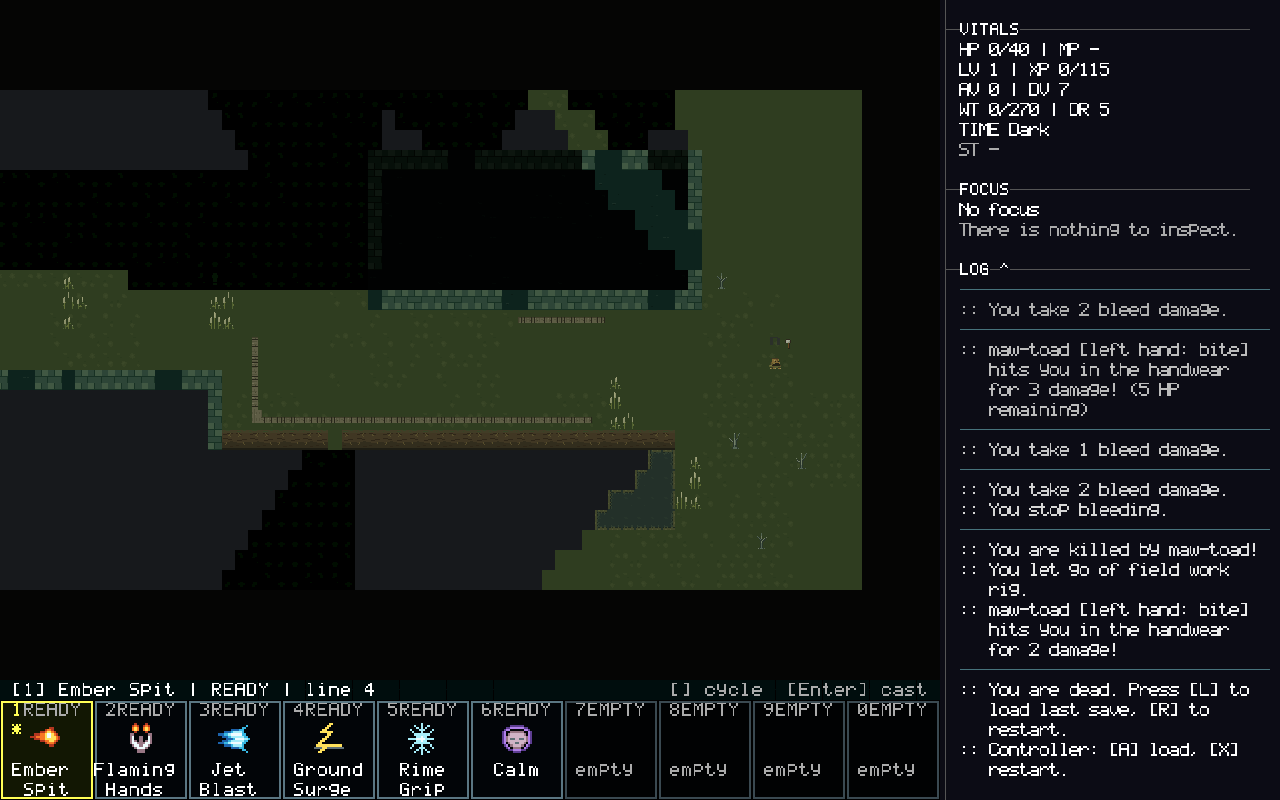 VITALS
HP 0/40 | MP -
LV 1 | XP 0/115
AV 0 | DV 7
WT 0/270 | DR 5
TIME Dark
ST -
FOCUS
No focus
There is nothing to inspect.
LOG ^
:: You take 2 bleed damage.
:: maw-toad [left hand: bite]
hits you in the handwear
for 3 damage! (5 HP
remaining)
:: You take 1 bleed damage.
:: You take 2 bleed damage.
:: You stop bleeding.
:: You are killed by maw-toad!
:: You let go of field work
rig.
:: maw-toad [left hand: bite]
hits you in the handwear
for 2 damage!
:: You are dead. Press [L] to
load last save, [R] to
restart.
:: Controller: [A] load, [X]
restart.
[1] Ember Spit | READY | line 4
[] cycle [Enter] cast
1READY 2READY 3READY 4READY 5READY 6READY 7EMPTY 8EMPTY 9EMPTY 0EMPTY
*
Ember Flaming Jet Ground Rime Calm empty empty empty empty
Spit Hands Blast Surge Grip